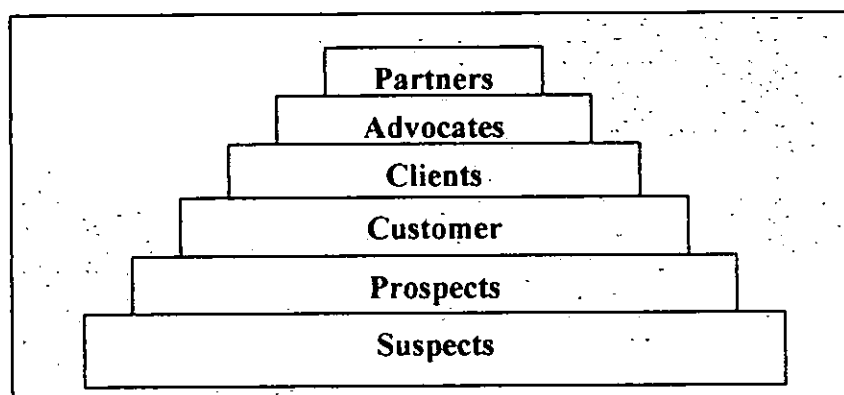 Partners
Advocates
Clients
Customer
Prospects
Suspects